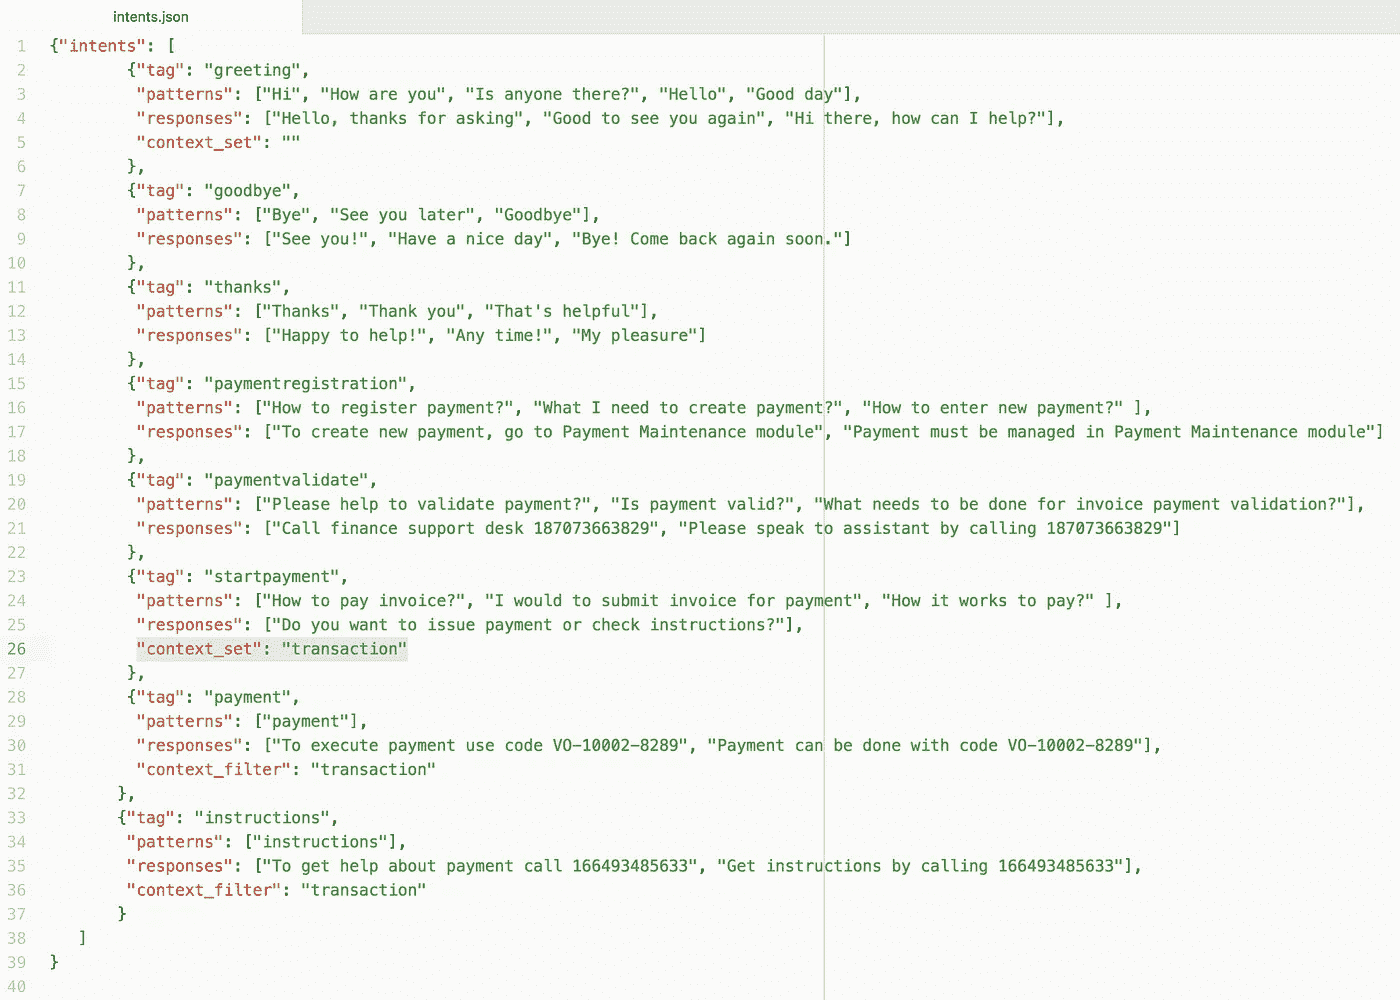 intents.json
1 {"intents": [
2 {"tag": "greeting",
3 "patterns": ["Hi", "How are you", "Is anyone there?", "Hello", "Good day"],
4 "responses": ["Hello, thanks for asking", "Good to see you again", "Hi there, how can I help?"],
5 "context_set": ""
6 },
7 {"tag": "goodbye",
8 "patterns": ["Bye", "See you later", "Goodbye"],
9 "responses": ["See you!", "Have a nice day", "Bye! Come back again soon."]
10 },
11 {"tag": "thanks",
12 "patterns": ["Thanks", "Thank you", "That's helpful"],
13 "responses": ["Happy to help!", "Any time!", "My pleasure"]
14 },
15 {"tag": "paymentregistration",
16 "patterns": ["How to register payment?", "What I need to create payment?", "How to enter new payment?" ],
17 "responses": ["To create new payment, go to Payment Maintenance module", "Payment must be managed in Payment Maintenance module"]
18 },
19 {"tag": "paymentvalidate",
20 "patterns": ["Please help to validate payment?", "Is payment valid?", "What needs to be done for invoice payment validation?"],
21 "responses": ["Call finance support desk 187073663829", "Please speak to assistant by calling 187073663829"]
22 },
23 {"tag": "startpayment",
24 "patterns": ["How to pay invoice?", "I would to submit invoice for payment", "How it works to pay?" ],
25 "responses": ["Do you want to issue payment or check instructions?"],
26 "context_set": "transaction"
27 },
28 {"tag": "payment",
29 "patterns": ["payment"],
30 "responses": ["To execute payment use code VO-10002-8289", "Payment can be done with code VO-10002-8289"],
31 "context_filter": "transaction"
32 },
33 {"tag": "instructions",
34 "patterns": ["instructions"],
35 "responses": ["To get help about payment call 166493485633", "Get instructions by calling 166493485633"],
36 "context_filter": "transaction"
37 }
38 ]
39 }
40